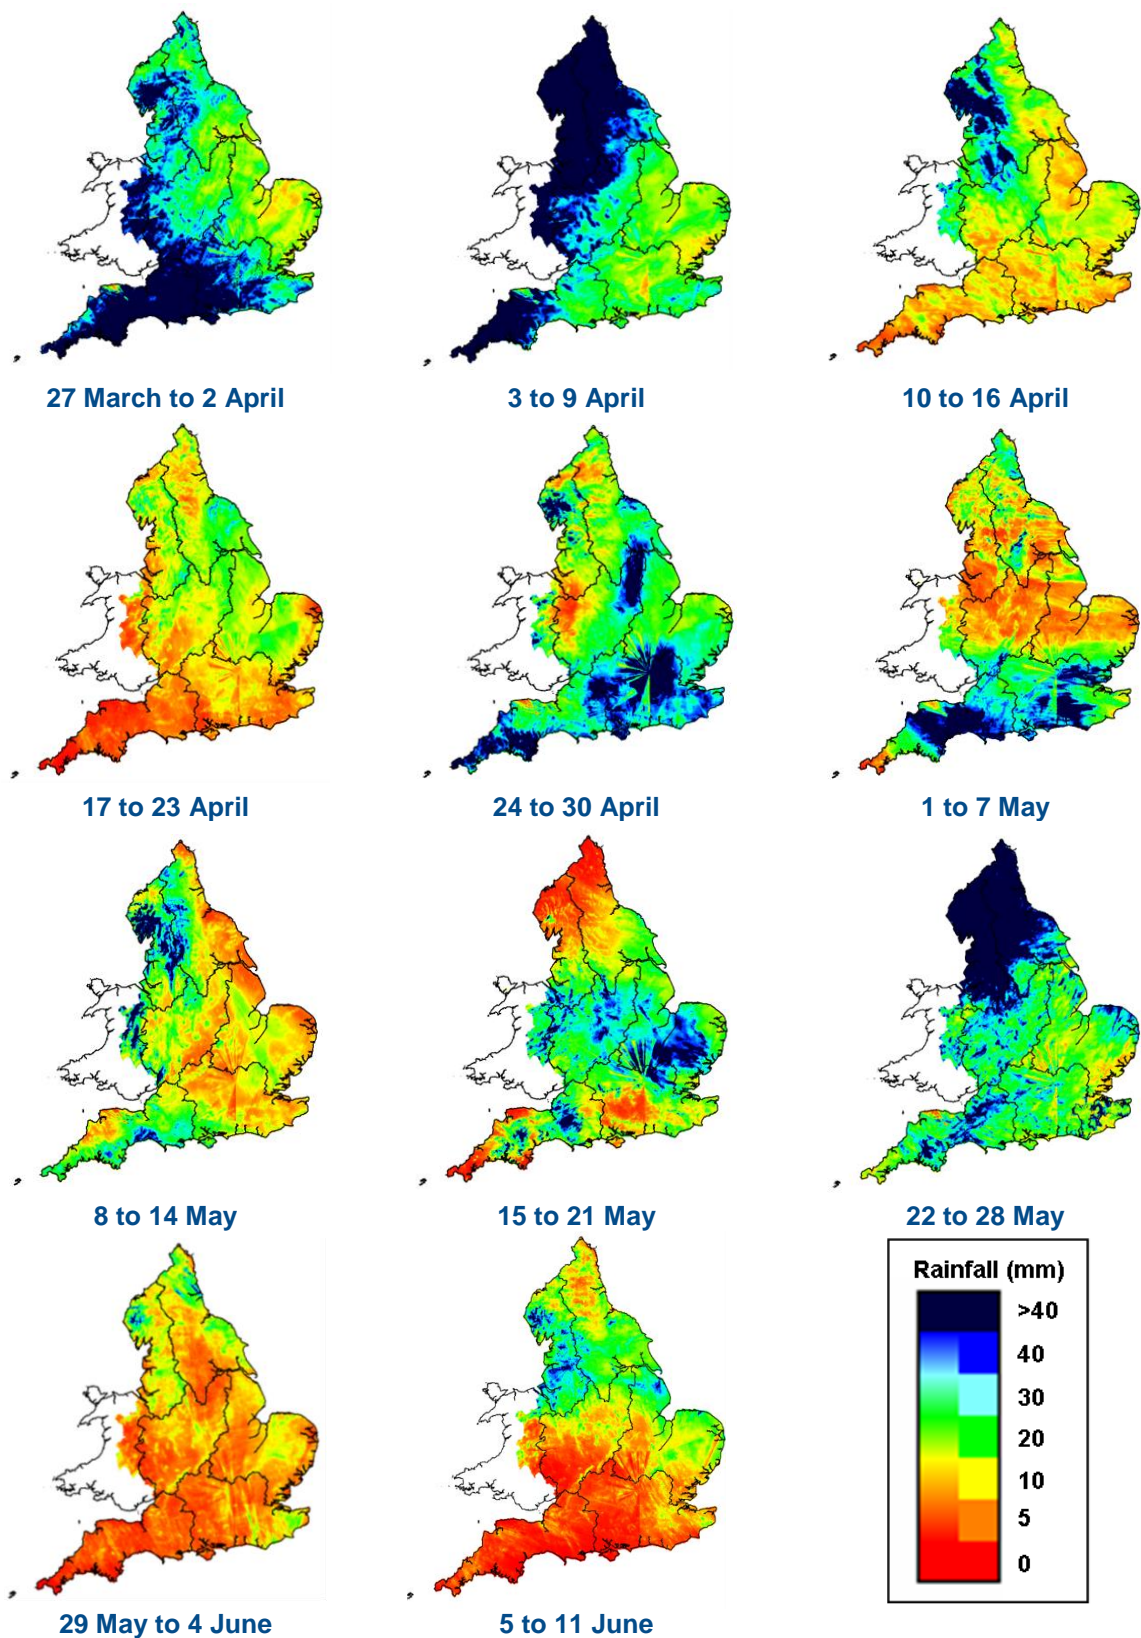 27 March to 2 April
3 to 9 April
10 to 16 April
17 to 23 April
24 to 30 April
1 to 7 May
8 to 14 May
15 to 21 May
22 to 28 May
Rainfall (mm)
>40
40
30
20
10
5
0
29 May to 4 June
5 to 11 June